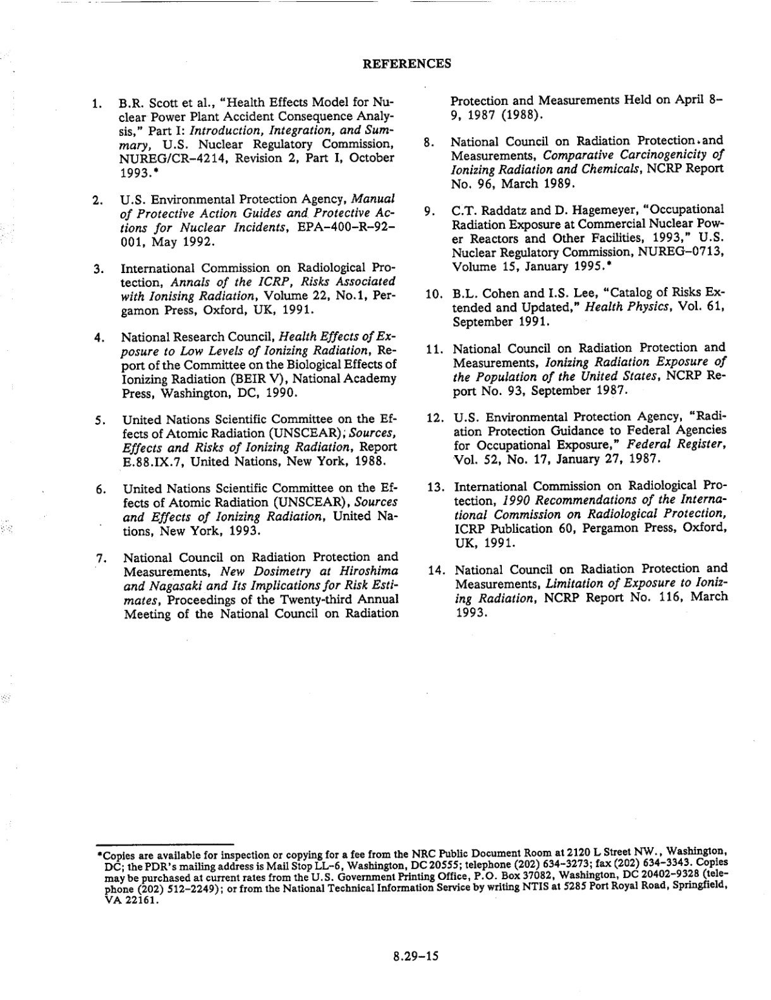 REFERENCES
1. B.R. Scott et al., “Health Effects Model for Nu-
clear Power Plant Accident Consequence Analy-
sis,” Part I: Introduction, Integration, and Sum-
mary, U.S. Nuclear Regulatory Commission,
NUREG/CR–4214, Revision 2, Part I, October
1993.*
2. U.S. Environmental Protection Agency, Manual
of Protective Action Guides and Protective Ac-
tions for Nuclear Incidents, EPA–400–R–92–
001, May 1992.
3. International Commission on Radiological Pro-
tection, Annals of the ICRP, Risks Associated
with Ionising Radiation, Volume 22, No.1, Per-
gamon Press, Oxford, UK, 1991.
4. National Research Council, Health Effects of Ex-
posure to Low Levels of Ionizing Radiation, Re-
port of the Committee on the Biological Effects of
Ionizing Radiation (BEIR V), National Academy
Press, Washington, DC, 1990.
5. United Nations Scientific Committee on the Ef-
fects of Atomic Radiation (UNSCEAR); Sources,
Effects and Risks of Ionizing Radiation, Report
E.88.IX.7, United Nations, New York, 1988.
6. United Nations Scientific Committee on the Ef-
fects of Atomic Radiation (UNSCEAR), Sources
and Effects of Ionizing Radiation, United Na-
tions, New York, 1993.
7. National Council on Radiation Protection and
Measurements, New Dosimetry at Hiroshima
and Nagasaki and Its Implications for Risk Esti-
mates, Proceedings of the Twenty-third Annual
Meeting of the National Council on Radiation
Protection and Measurements Held on April 8–
9, 1987 (1988).
8. National Council on Radiation Protection and
Measurements, Comparative Carcinogenicity of
Ionizing Radiation and Chemicals, NCRP Report
No. 96, March 1989.
9. C.T. Raddatz and D. Hagemeyer, “Occupational
Radiation Exposure at Commercial Nuclear Pow-
er Reactors and Other Facilities, 1993,” U.S.
Nuclear Regulatory Commission, NUREG–0713,
Volume 15, January 1995.*
10. B.L. Cohen and I.S. Lee, “Catalog of Risks Ex-
tended and Updated,” Health Physics, Vol. 61,
September 1991.
11. National Council on Radiation Protection and
Measurements, Ionizing Radiation Exposure of
the Population of the United States, NCRP Re-
port No. 93, September 1987.
12. U.S. Environmental Protection Agency, “Radi-
ation Protection Guidance to Federal Agencies
for Occupational Exposure,” Federal Register,
Vol. 52, No. 17, January 27, 1987.
13. International Commission on Radiological Pro-
tection, 1990 Recommendations of the Interna-
tional Commission on Radiological Protection,
ICRP Publication 60, Pergamon Press, Oxford,
UK, 1991.
14. National Council on Radiation Protection and
Measurements, Limitation of Exposure to Ioniz-
ing Radiation, NCRP Report No. 116, March
1993.
*Copies are available for inspection or copying for a fee from the NRC Public Document Room at 2120 L Street NW., Washington,
DC; the PDR’s mailing address is Mail Stop LL–6, Washington, DC 20555; telephone (202) 634–3273; fax (202) 634–3343. Copies
may be purchased at current rates from the U.S. Government Printing Office, P.O. Box 37082, Washington, DC 20402–9328 (tele-
phone (202) 512–2249); or from the National Technical Information Service by writing NTIS at 5285 Port Royal Road, Springfield,
VA 22161.
8.29–15